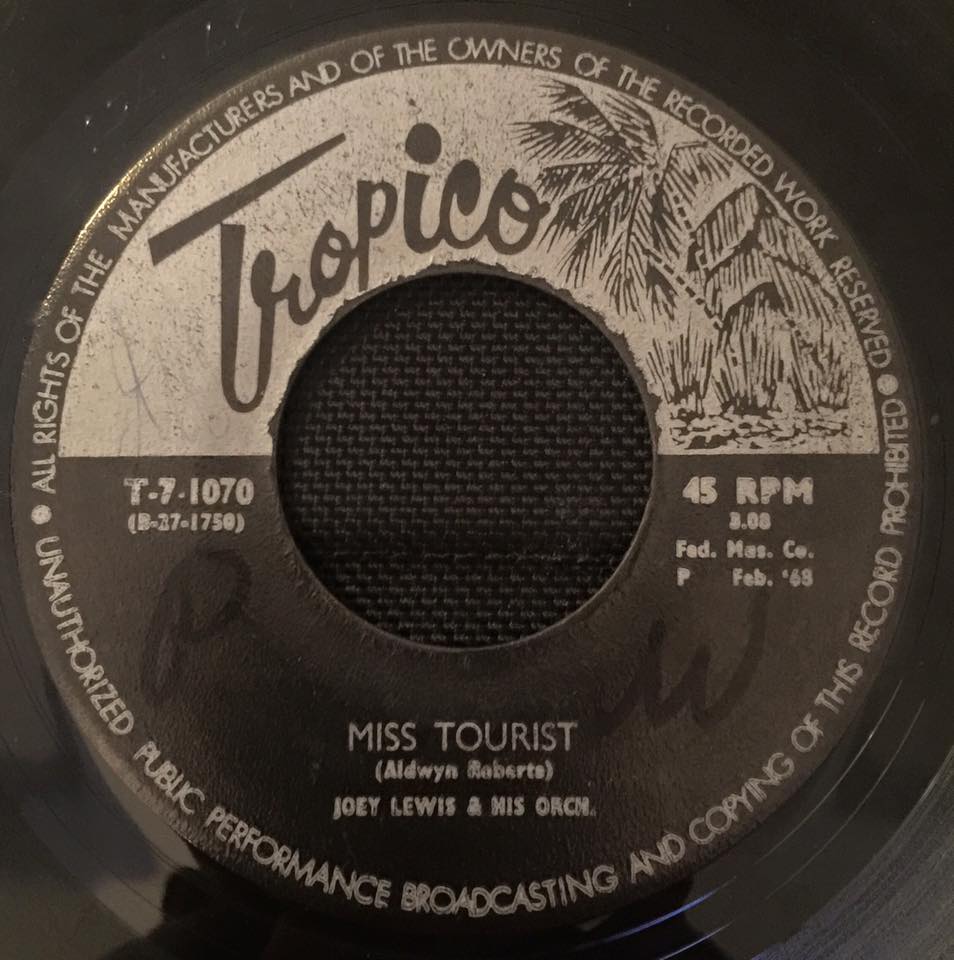 ALL RIGHTS OF THE MANUFACTURERS AND OF THE OWNERS OF THE RECORDED WORK RESERVED ●
UNAUTHORIZED PUBLIC PERFORMANCE BROADCASTING AND COPYING OF THIS RECORD PROHIBITED ●
Tropico
T-7-1070
(B-27-1750)
45 RPM
3.08
Fed. Mus. Co.
P Feb. '68
MISS TOURIST
(Aldwyn Roberts)
JOEY LEWIS & HIS ORCH.